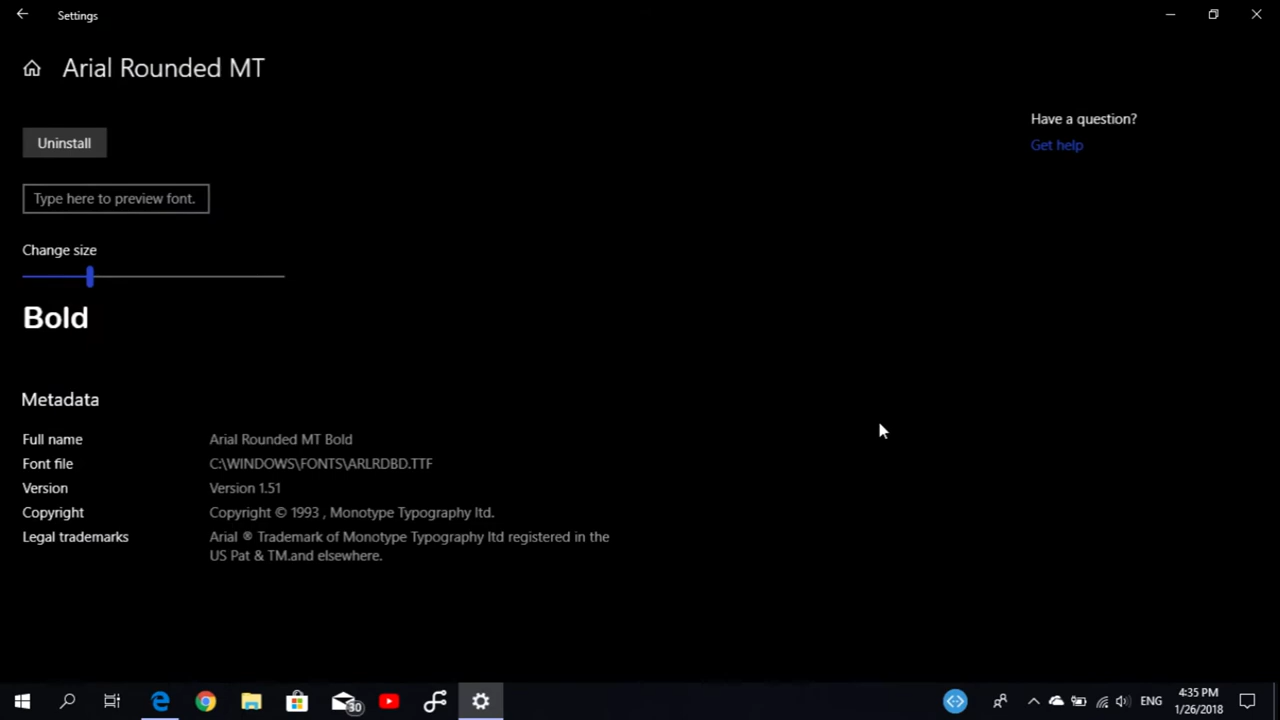 Settings
Arial Rounded MT
Uninstall
Have a question?
Get help
Type here to preview font.
Change size
Bold
Metadata
Full name Arial Rounded MT Bold
Font file C:\WINDOWS\FONTS\ARLRDBD.TTF
Version Version 1.51
Copyright Copyright © 1993 , Monotype Typography ltd.
Legal trademarks Arial ® Trademark of Monotype Typography ltd registered in the
US Pat & TM.and elsewhere.
30
ENG
4:35 PM
1/26/2018